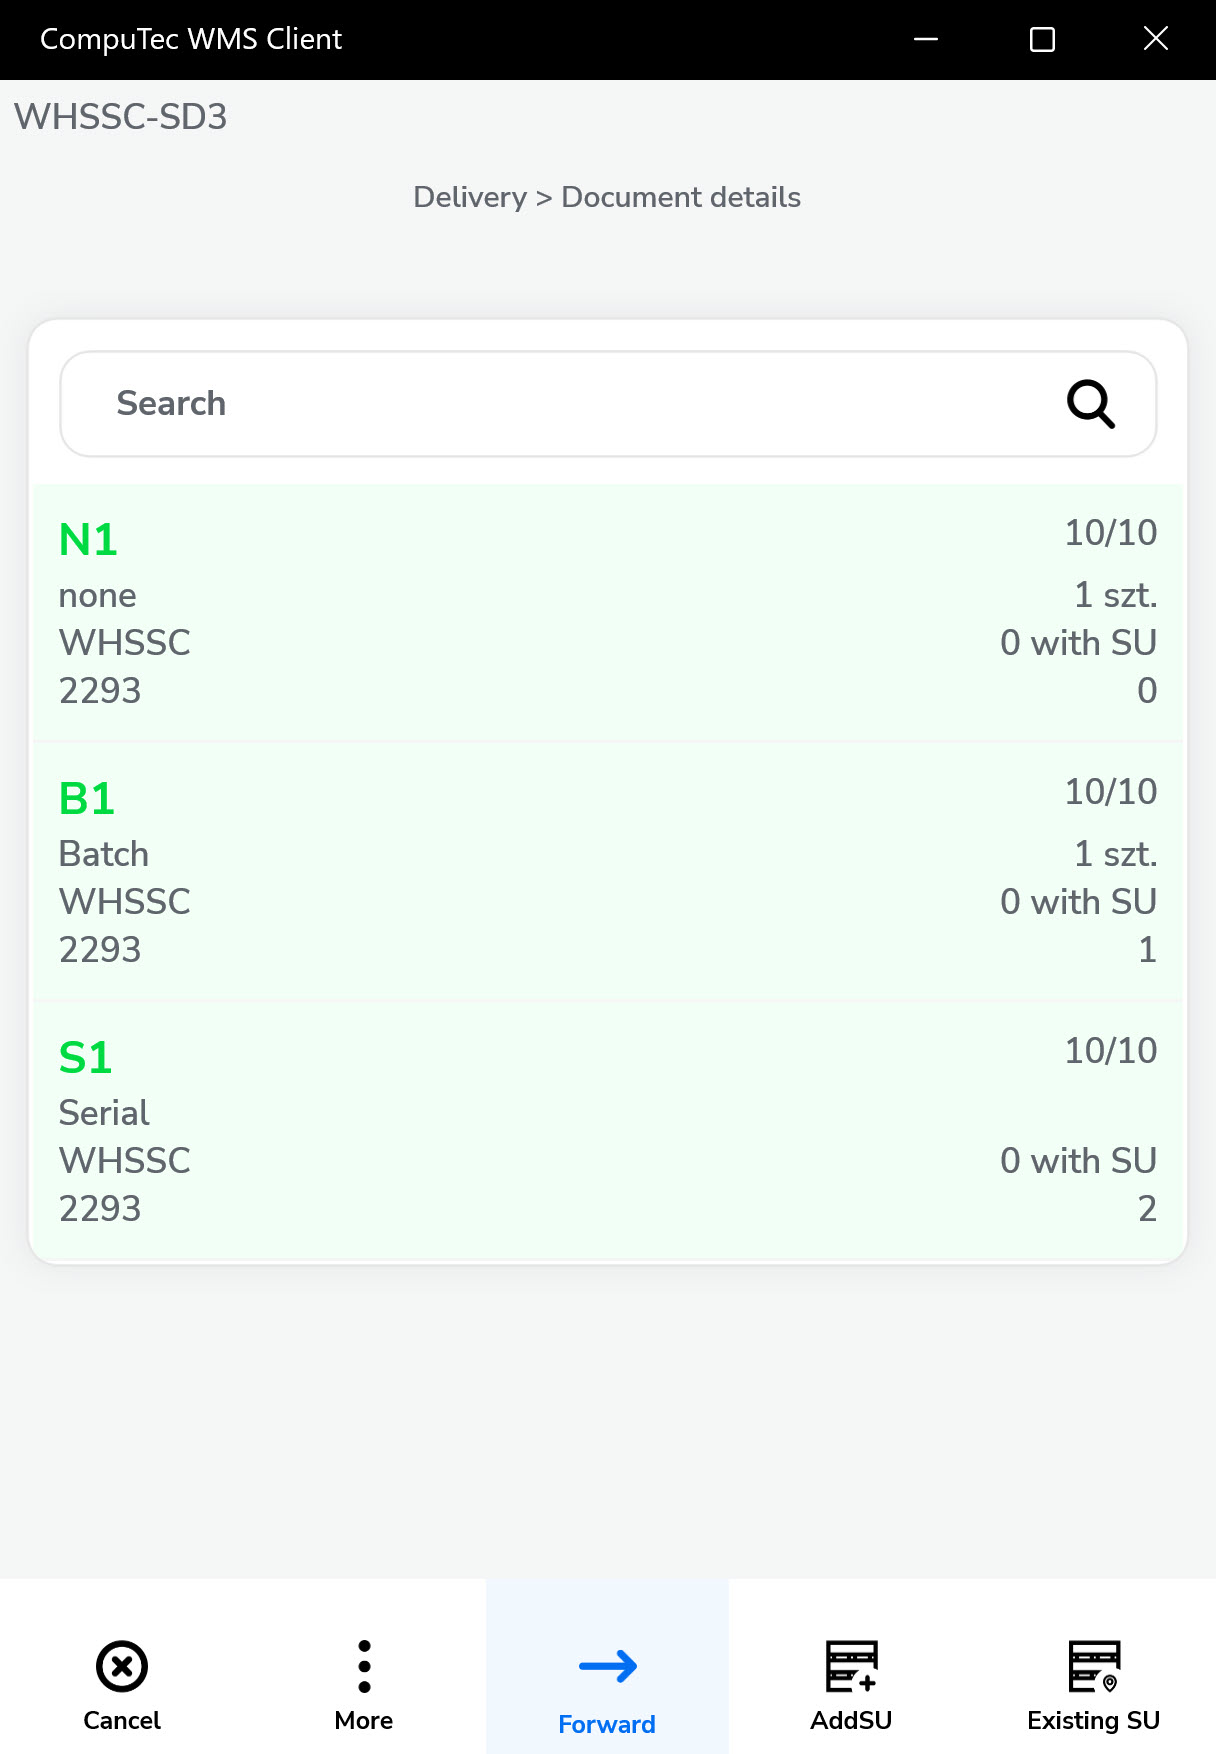 CompuTec WMS Client
WHSSC-SD3
Delivery > Document details
Search
N1 10/10
none 1 szt.
WHSSC 0 with SU
2293 0
B1 10/10
Batch 1 szt.
WHSSC 0 with SU
2293 1
S1 10/10
Serial
WHSSC 0 with SU
2293 2
Cancel More Forward AddSU Existing SU